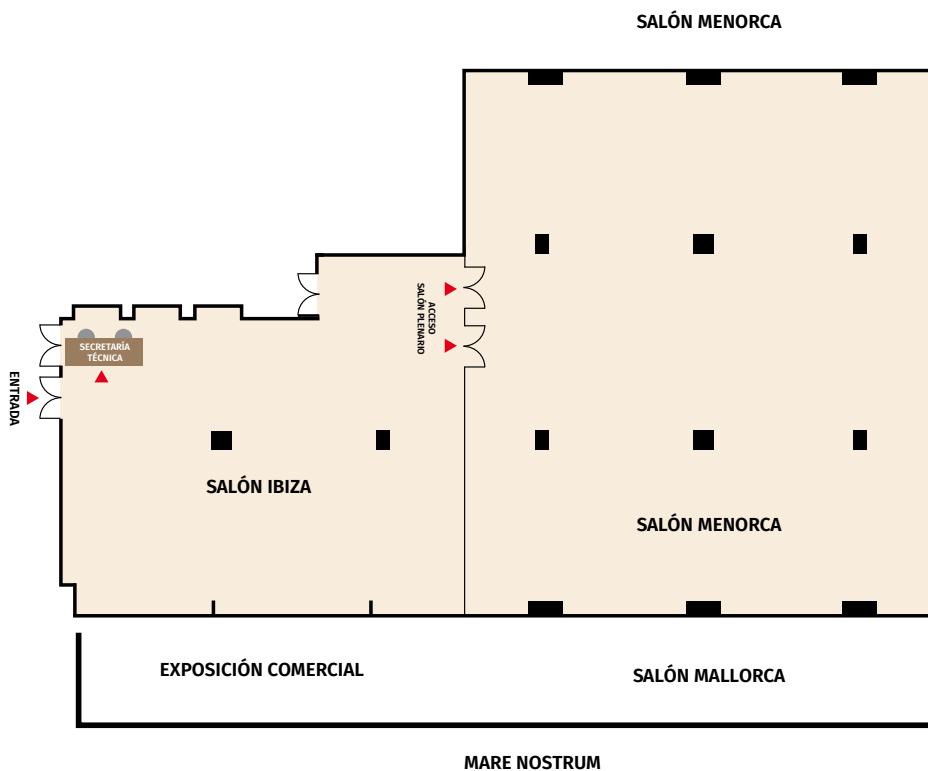 SALÓN MENORCA
ACCESO
SALÓN PLENARIO
SECRETARÍA
TÉCNICA
ENTRADA
SALÓN IBIZA
SALÓN MENORCA
EXPOSICIÓN COMERCIAL
SALÓN MALLORCA
MARE NOSTRUM